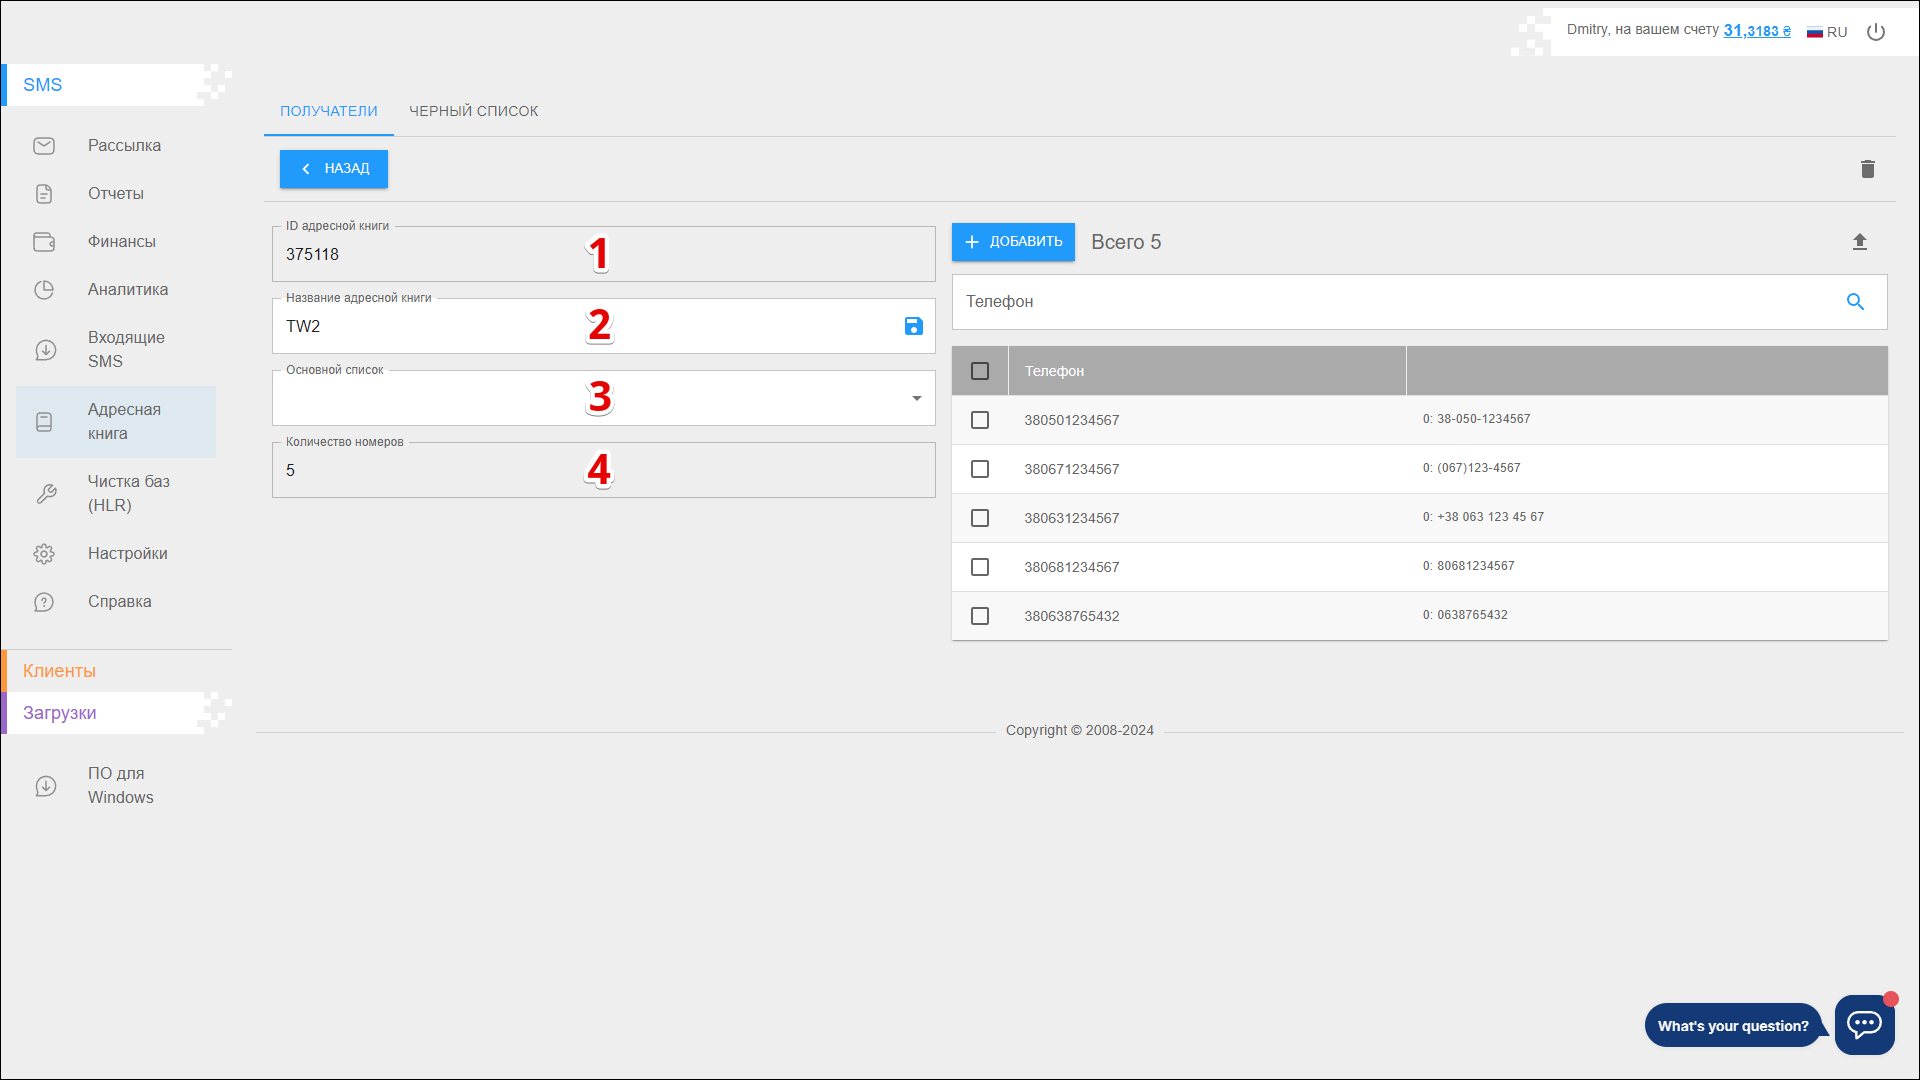 Dmitry, на вашем счету 31,3183 ₴ RU
SMS
Рассылка
Отчеты
Финансы
Аналитика
Входящие
SMS
Адресная
книга
Чистка баз
(HLR)
Настройки
Справка
Клиенты
Загрузки
ПО для
Windows
ПОЛУЧАТЕЛИ ЧЕРНЫЙ СПИСОК
НАЗАД
ID адресной книги
375118 1
Название адресной книги
TW2 2
Основной список
3
Количество номеров
5 4
ДОБАВИТЬ Всего 5
Телефон
Телефон
380501234567 0: 38-050-1234567
380671234567 0: (067)123-4567
380631234567 0: +38 063 123 45 67
380681234567 0: 80681234567
380638765432 0: 0638765432
Copyright © 2008-2024
What's your question?